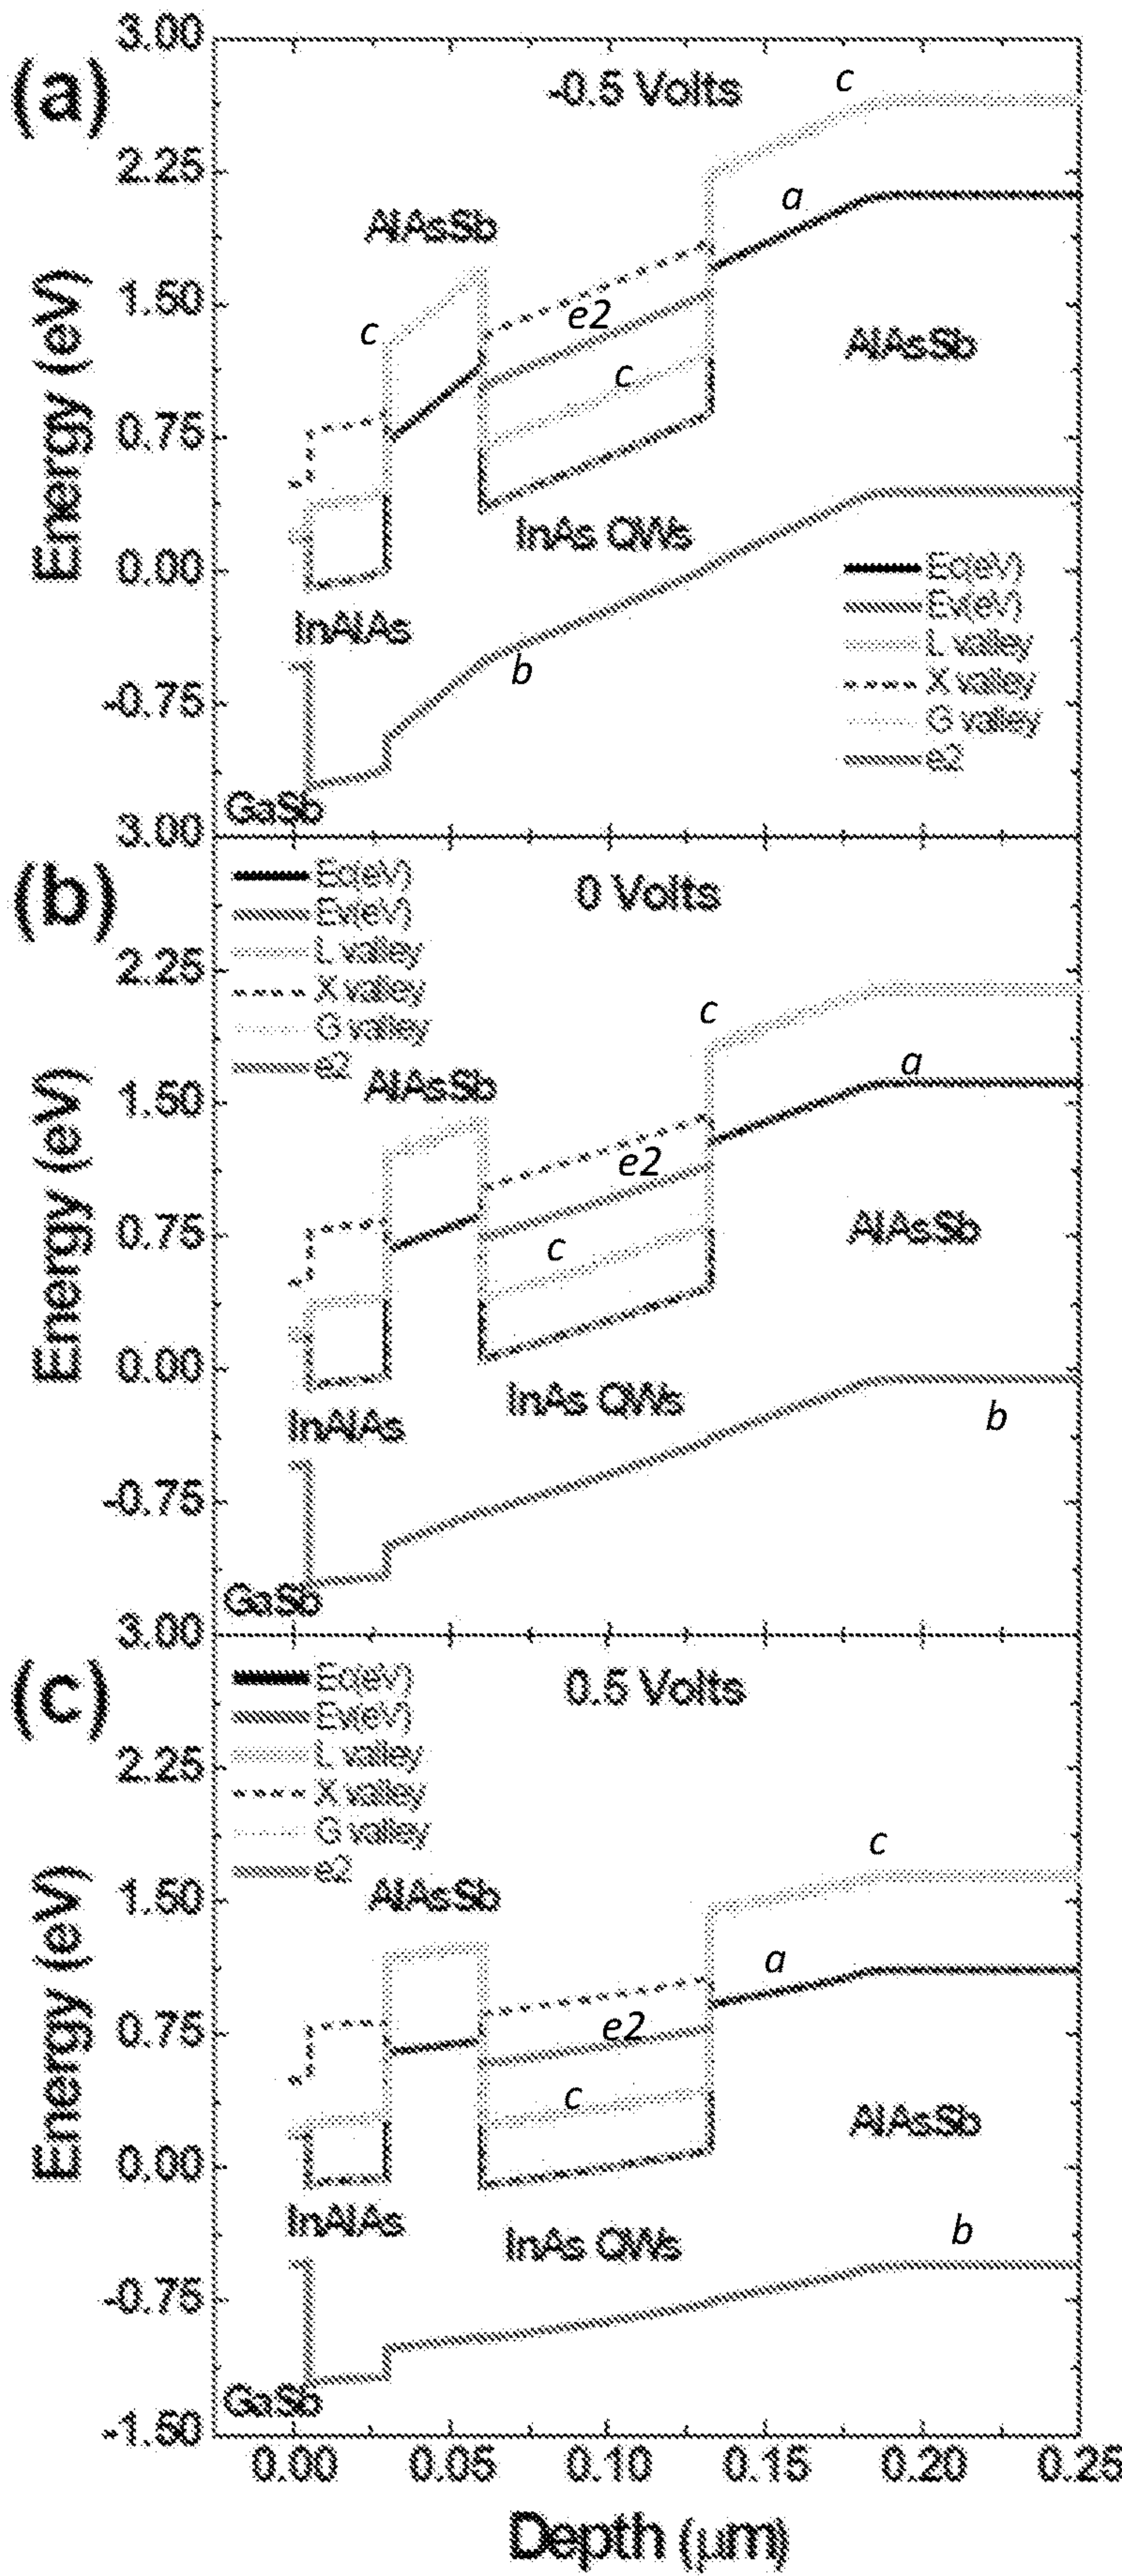 (a)
-0.5 Volts
3.00
2.25
1.50
0.75
0.00
-0.75
Energy (eV)
c
a
AlAsSb
c
e2
c
AlAsSb
InAs QWs
InAlAs
b
GaSb
Ec(eV)
Ev(eV)
L valley
X valley
G valley
e2
(b)
0 Volts
3.00
2.25
1.50
0.75
0.00
-0.75
Energy (eV)
Ec(eV)
Ev(eV)
L valley
X valley
G valley
e2
c
a
AlAsSb
e2
c
AlAsSb
InAs QWs
InAlAs
b
GaSb
(c)
0.5 Volts
3.00
2.25
1.50
0.75
0.00
-0.75
-1.50
Energy (eV)
Ec(eV)
Ev(eV)
L valley
X valley
G valley
e2
c
AlAsSb
a
e2
c
AlAsSb
InAlAs
InAs QWs
b
GaSb
0.00 0.05 0.10 0.15 0.20 0.25
Depth (μm)